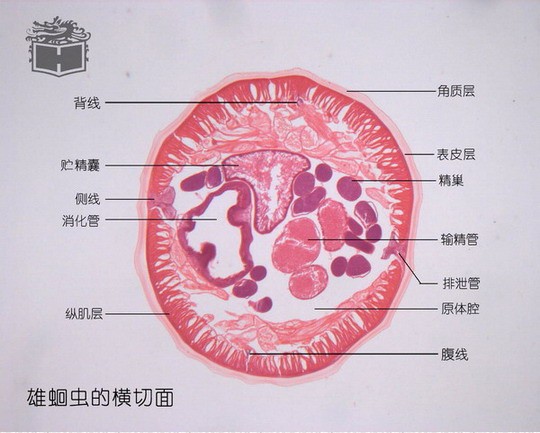 背线
角质层
贮精囊
表皮层
侧线
精巢
消化管
输精管
排泄管
原体腔
纵肌层
腹线
雄蛔虫的横切面